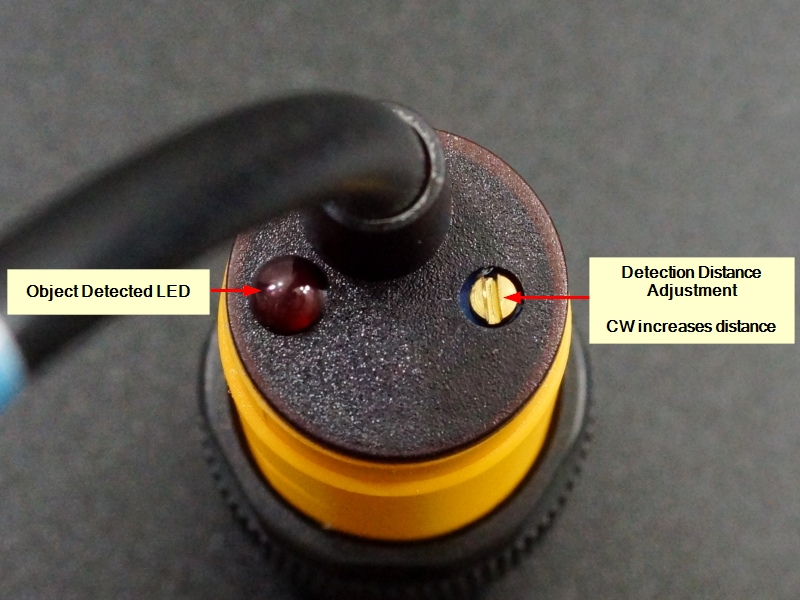 Object Detected LED
Detection Distance
Adjustment
CW increases distance